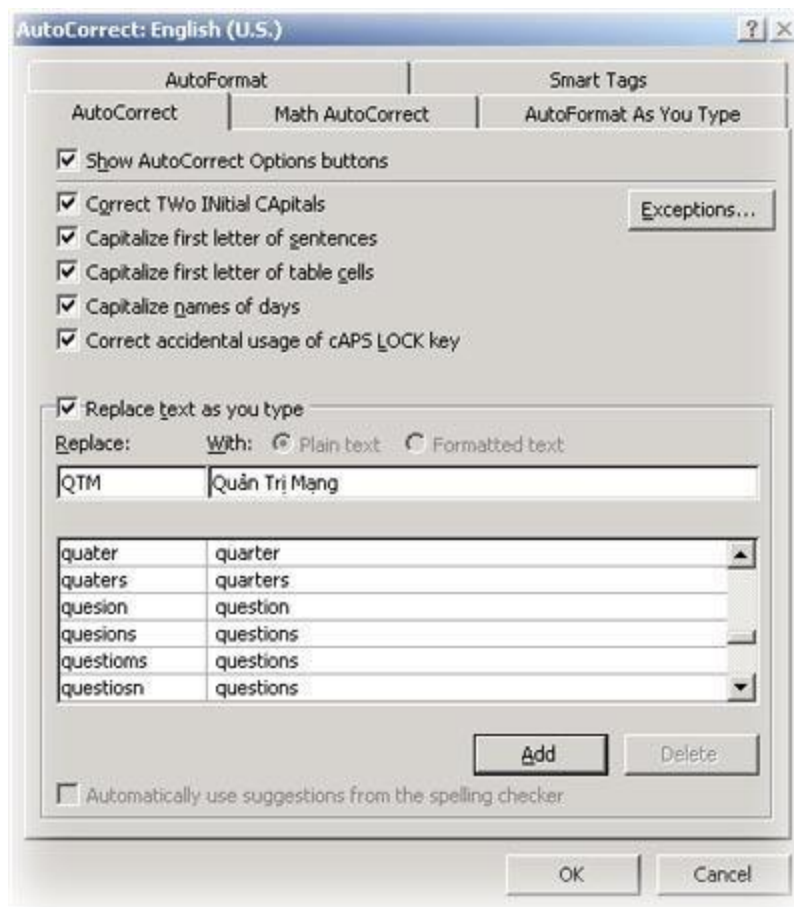 AutoCorrect: English (U.S.)
AutoFormat Smart Tags
AutoCorrect Math AutoCorrect AutoFormat As You Type
Show AutoCorrect Options buttons
Correct TWo INitial CApitals Exceptions...
Capitalize first letter of sentences
Capitalize first letter of table cells
Capitalize names of days
Correct accidental usage of cAPS LOCK key
Replace text as you type
Replace: With: Plain text Formatted text
QTM Quản Trị Mạng
quater quarter
quaters quarters
quesion question
quesions questions
questioms questions
questiosn questions
Add Delete
Automatically use suggestions from the spelling checker
OK Cancel